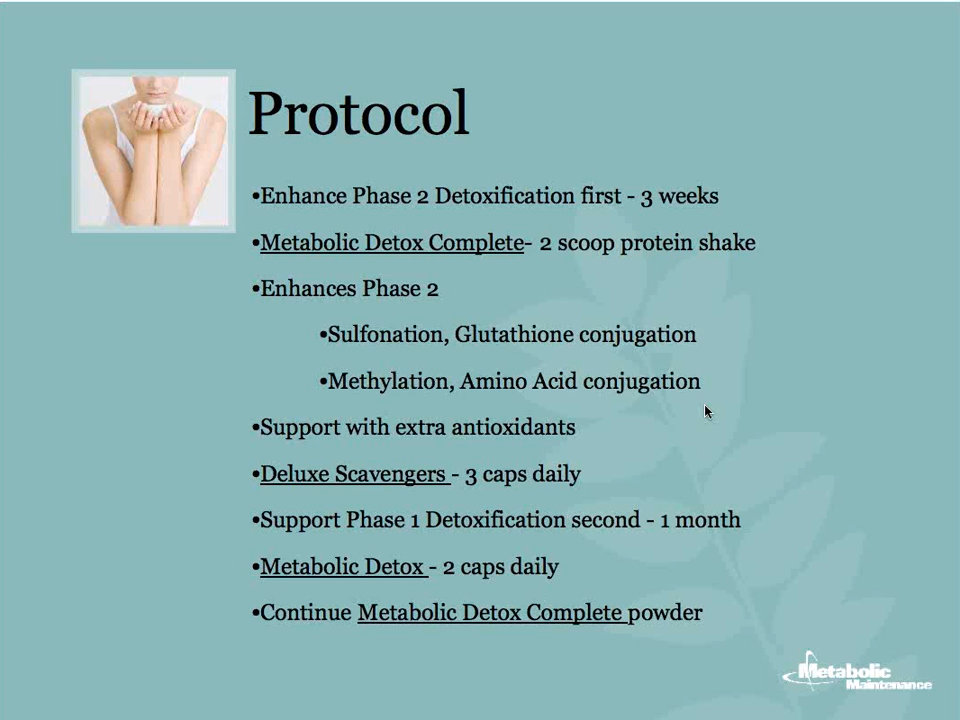 Protocol
•Enhance Phase 2 Detoxification first - 3 weeks
•Metabolic Detox Complete- 2 scoop protein shake
•Enhances Phase 2
•Sulfonation, Glutathione conjugation
•Methylation, Amino Acid conjugation
•Support with extra antioxidants
•Deluxe Scavengers - 3 caps daily
•Support Phase 1 Detoxification second - 1 month
•Metabolic Detox - 2 caps daily
•Continue Metabolic Detox Complete powder
Metabolic
Maintenance